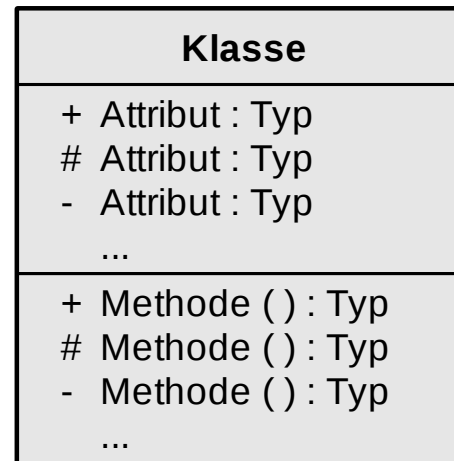 Klasse
+ Attribut : Typ
# Attribut : Typ
- Attribut : Typ
...
+ Methode ( ) : Typ
# Methode ( ) : Typ
- Methode ( ) : Typ
...